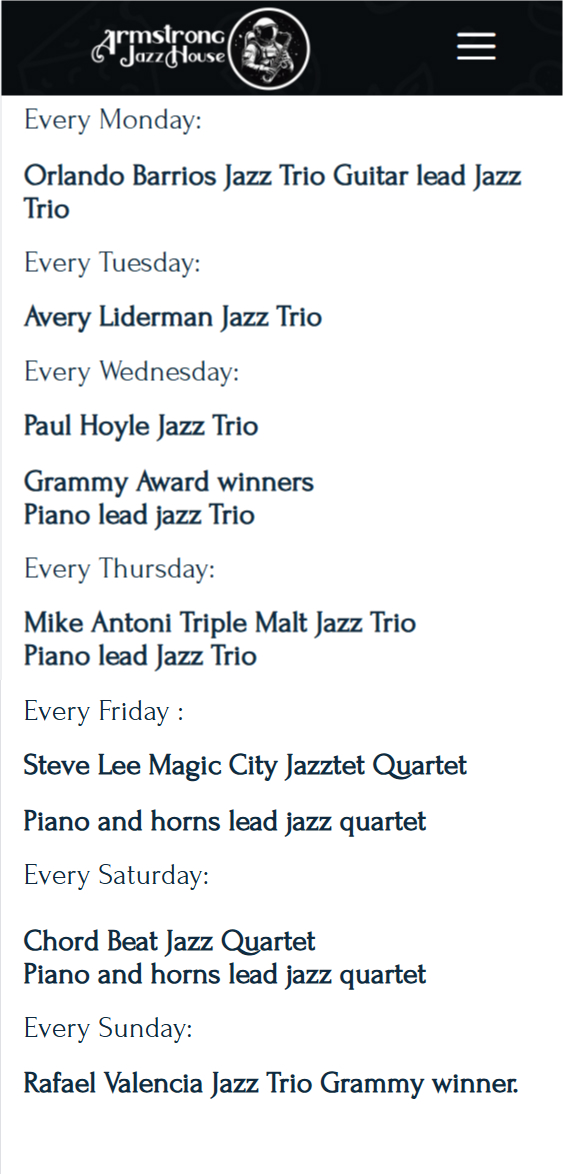 Armstrong
Jazz House
Every Monday:
Orlando Barrios Jazz Trio Guitar lead Jazz
Trio
Every Tuesday:
Avery Liderman Jazz Trio
Every Wednesday:
Paul Hoyle Jazz Trio
Grammy Award winners
Piano lead jazz Trio
Every Thursday:
Mike Antoni Triple Malt Jazz Trio
Piano lead Jazz Trio
Every Friday :
Steve Lee Magic City Jazztet Quartet
Piano and horns lead jazz quartet
Every Saturday:
Chord Beat Jazz Quartet
Piano and horns lead jazz quartet
Every Sunday:
Rafael Valencia Jazz Trio Grammy winner.